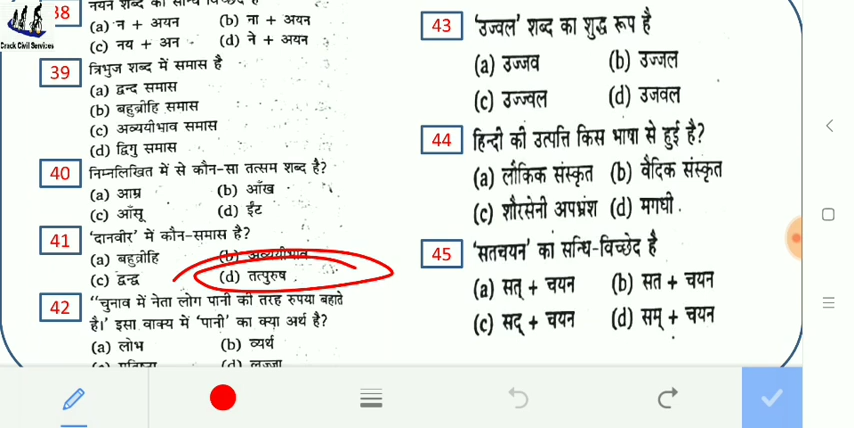 38 नयन शब्द का सन्धि विच्छेद है
(a) न + अयन (b) ना + अयन
(c) नय + अन (d) ने + अयन
Crack Civil Services
39 त्रिभुज शब्द में समास है
(a) द्वन्द समास
(b) बहुव्रीहि समास
(c) अव्ययीभाव समास
(d) द्विगु समास
40 निम्नलिखित में से कौन-सा तत्सम शब्द है?
(a) आम्र (b) आँख
(c) आँसू (d) ईंट
41 'दानवीर' में कौन-समास है?
(a) बहुव्रीहि (b) अव्ययीभाव
(c) द्वन्द्व (d) तत्पुरुष
42 "चुनाव में नेता लोग पानी की तरह रुपया बहाते
है।' इसा वाक्य में 'पानी' का क्या अर्थ है?
(a) लोभ (b) व्यर्थ
(d) लज्जा
43 'उज्वल' शब्द का शुद्ध रूप है
(a) उज्जव (b) उज्जल
(c) उज्ज्वल (d) उजवल
44 हिन्दी की उत्पत्ति किस भाषा से हुई है?
(a) लौकिक संस्कृत (b) वैदिक संस्कृत
(c) शौरसेनी अपभ्रंश (d) मगधी .
45 'सतचयन' का सन्धि-विच्छेद है
(a) सत् + चयन (b) सत + चयन
(c) सद् + चयन (d) सम् + चयन